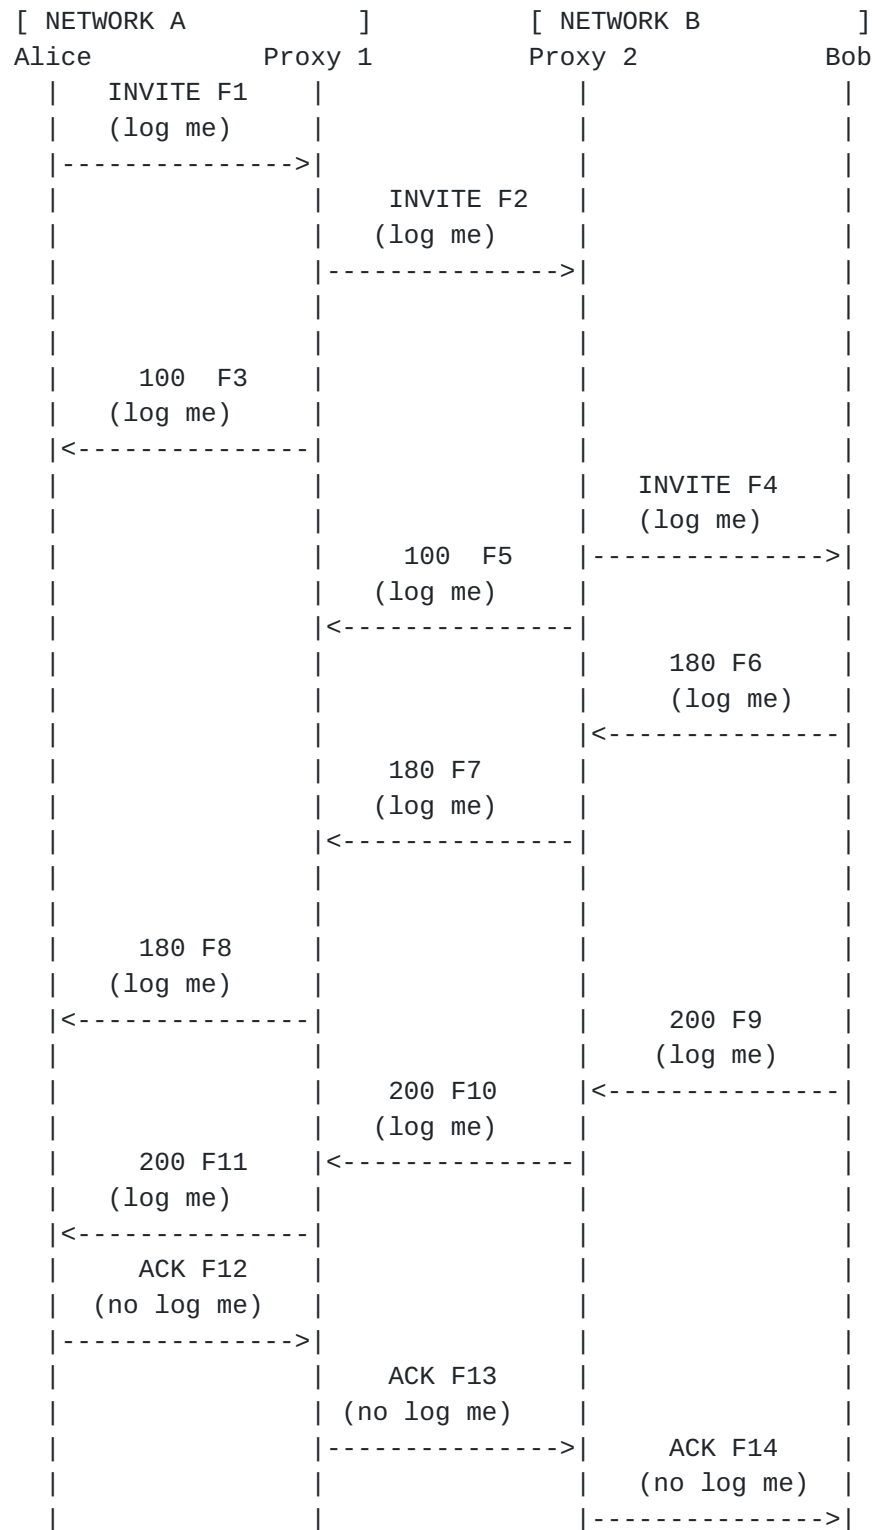 [ NETWORK A           ]          [ NETWORK B          ]
Alice           Proxy 1          Proxy 2            Bob
INVITE F1
(log me)
INVITE F2
(log me)
100  F3
(log me)
INVITE F4
(log me)
100  F5
(log me)
180 F6
(log me)
180 F7
(log me)
180 F8
(log me)
200 F9
(log me)
200 F10
(log me)
200 F11
(log me)
ACK F12
(no log me)
ACK F13
(no log me)
ACK F14
(no log me)